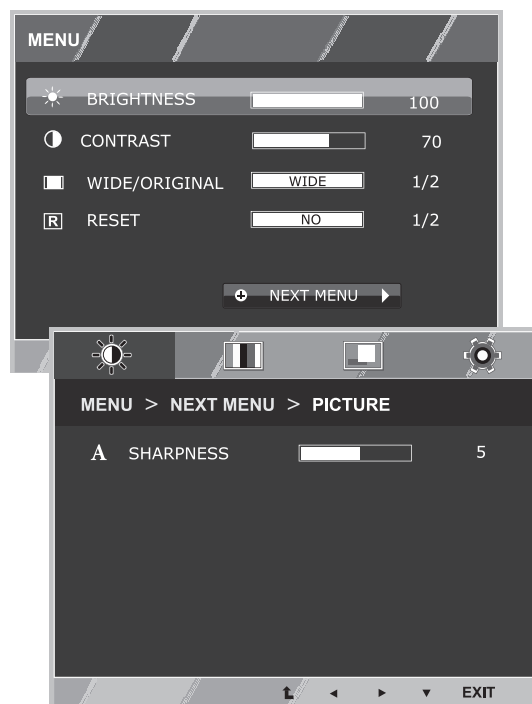 MENU
BRIGHTNESS 100
CONTRAST 70
WIDE/ORIGINAL WIDE 1/2
R RESET NO 1/2
NEXT MENU
MENU > NEXT MENU > PICTURE
A SHARPNESS 5
EXIT